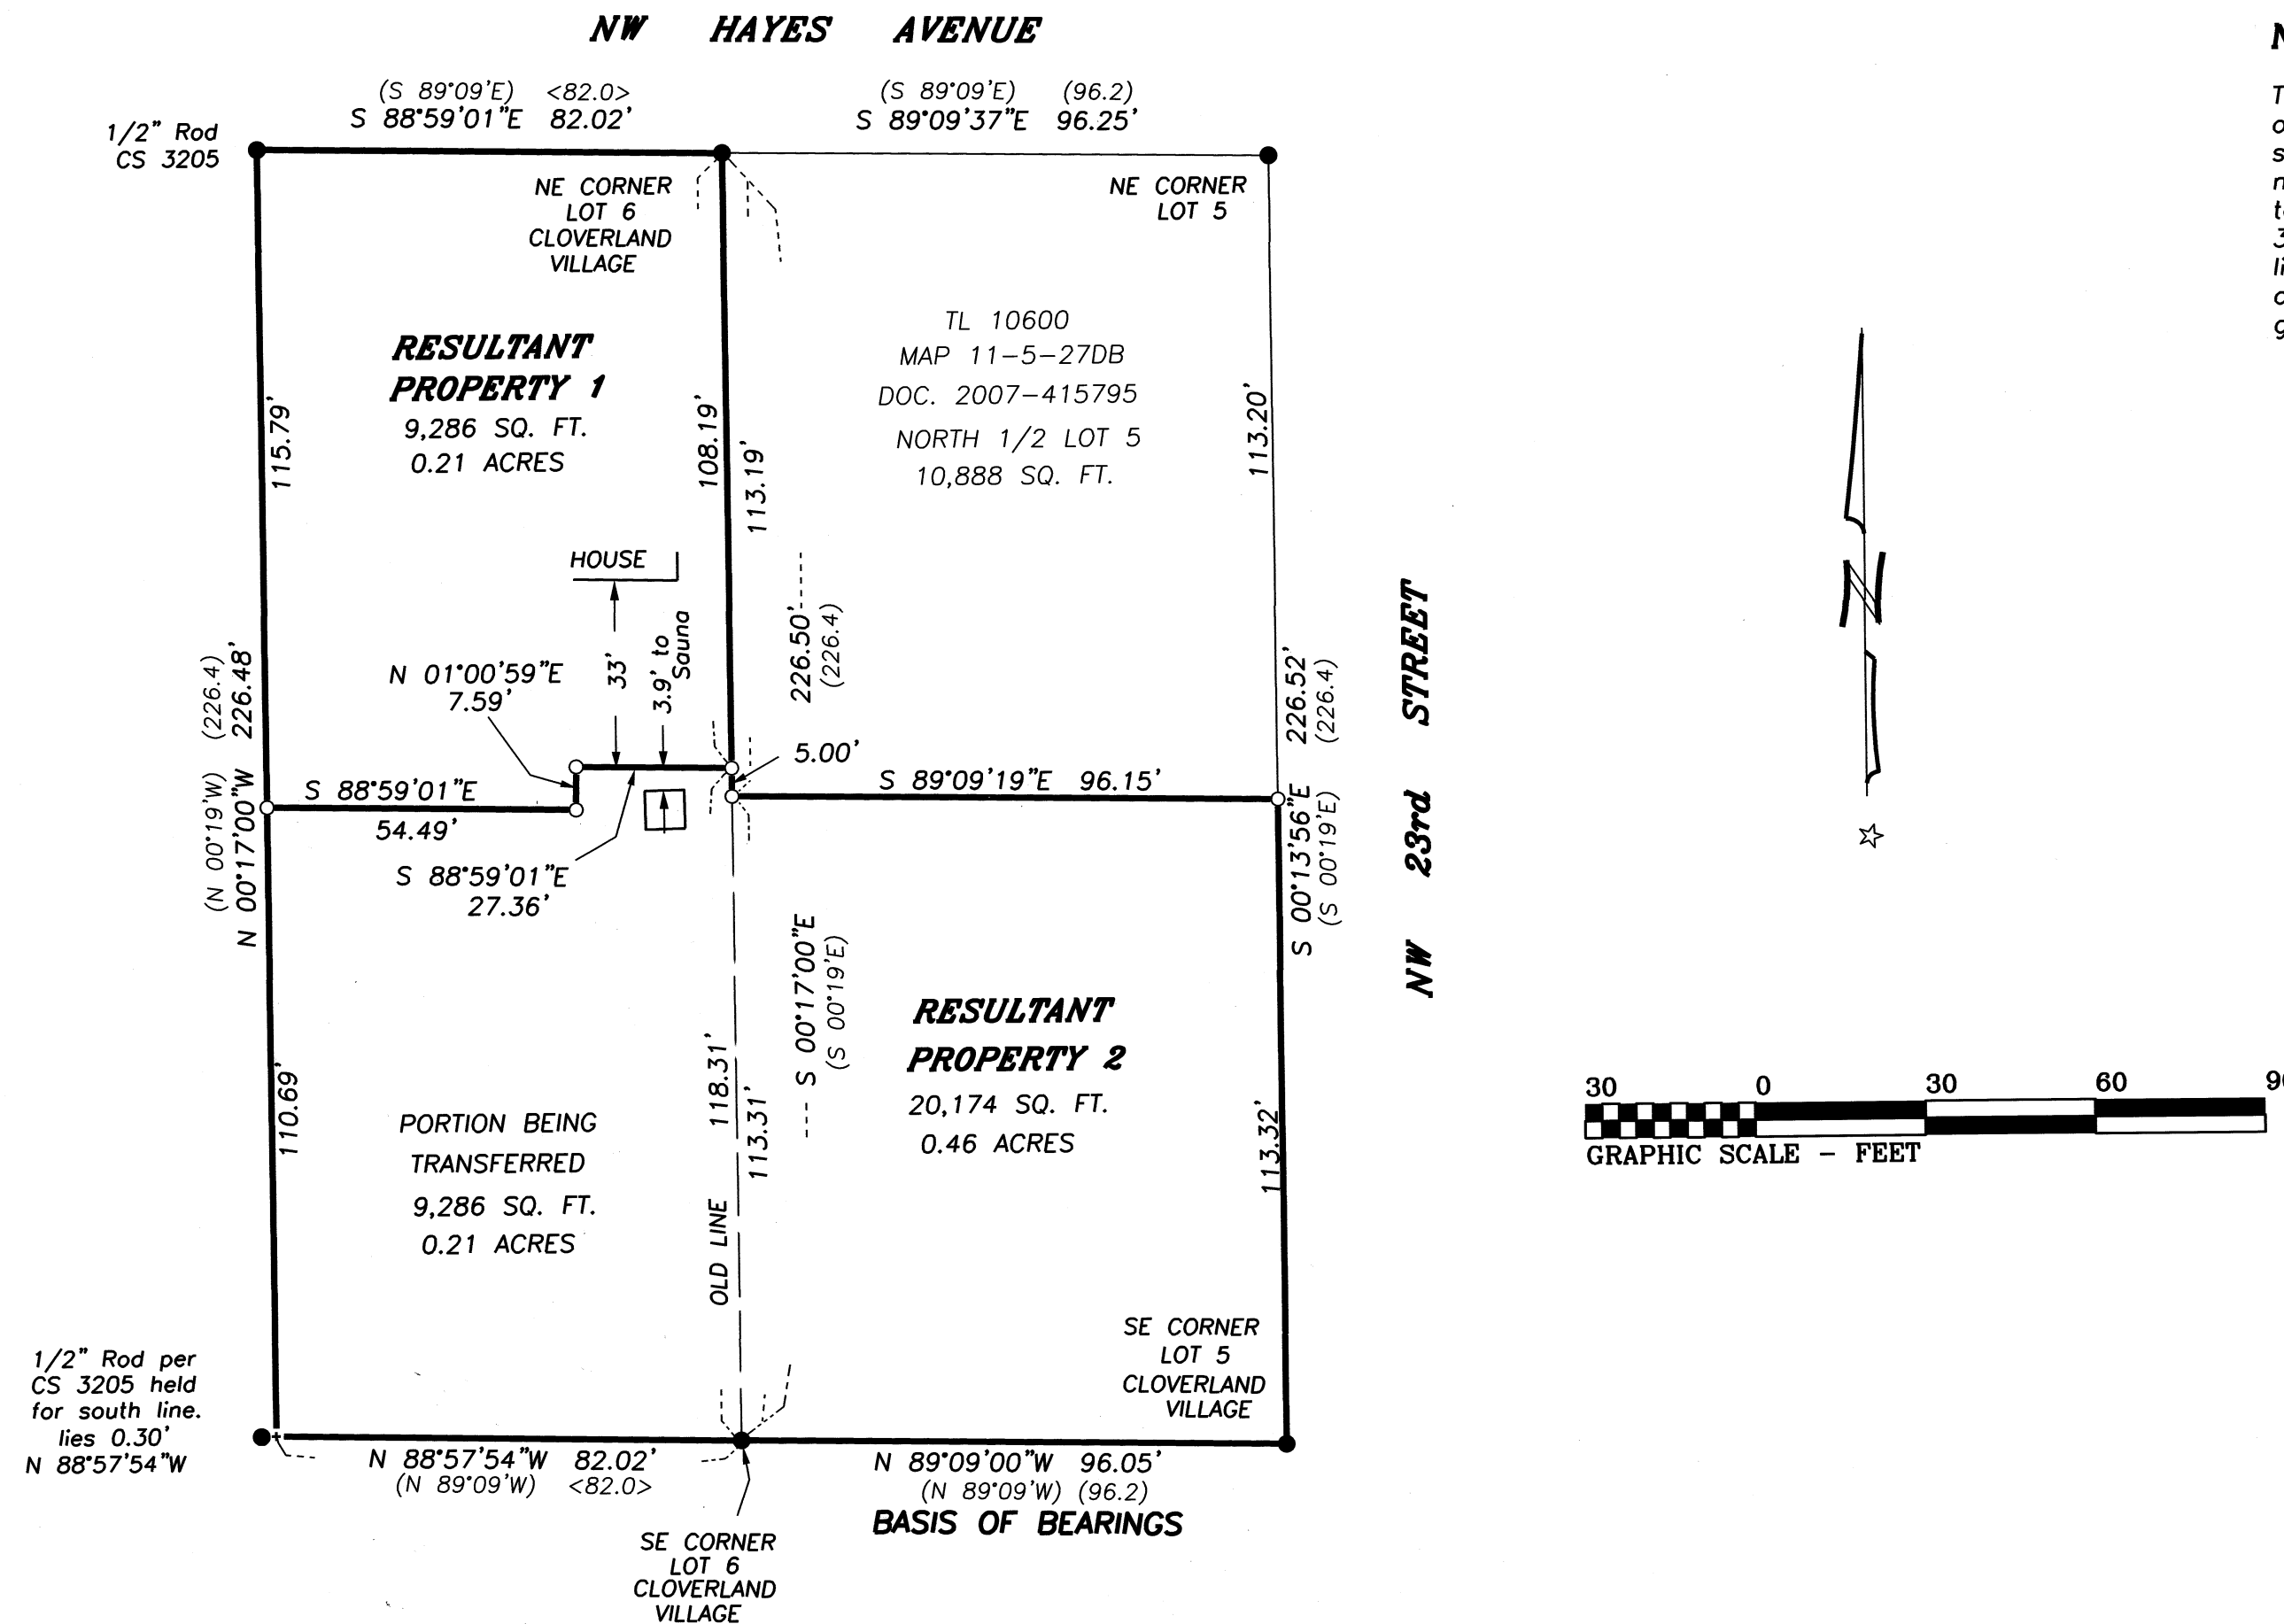 NW HAYES AVENUE
(S 89°09'E) <82.0>
S 88°59'01"E 82.02'
(S 89°09'E) (96.2)
S 89°09'37"E 96.25'
1/2" Rod
CS 3205
NE CORNER
LOT 6
CLOVERLAND
VILLAGE
NE CORNER
LOT 5
RESULTANT
PROPERTY 1
9,286 SQ. FT.
0.21 ACRES
115.79'
108.19'
113.19'
TL 10600
MAP 11-5-27DB
DOC. 2007-415795
NORTH 1/2 LOT 5
10,888 SQ. FT.
113.20'
HOUSE
33'
3.9' to
Sauna
226.50'
(226.4)
N 01°00'59"E
7.59'
(N 00°19'W) (226.4)
N 00°17'00"W 226.48'
5.00'
S 88°59'01"E
54.49'
S 88°59'01"E
27.36'
S 89°09'19"E 96.15'
S 00°13'56"E 226.52'
(S 00°19'E) (226.4)
NW 23rd STREET
N
S 00°17'00"E
(S 00°19'E)
RESULTANT
PROPERTY 2
20,174 SQ. FT.
0.46 ACRES
110.69'
PORTION BEING
TRANSFERRED
9,286 SQ. FT.
0.21 ACRES
OLD LINE 118.31'
113.31'
113.32'
30 0 30 60
GRAPHIC SCALE - FEET
SE CORNER
LOT 5
CLOVERLAND
VILLAGE
1/2" Rod per
CS 3205 held
for south line.
lies 0.30'
N 88°57'54"W
N 88°57'54"W 82.02'
(N 89°09'W) <82.0>
N 89°09'00"W 96.05'
(N 89°09'W) (96.2)
BASIS OF BEARINGS
SE CORNER
LOT 6
CLOVERLAND
VILLAGE